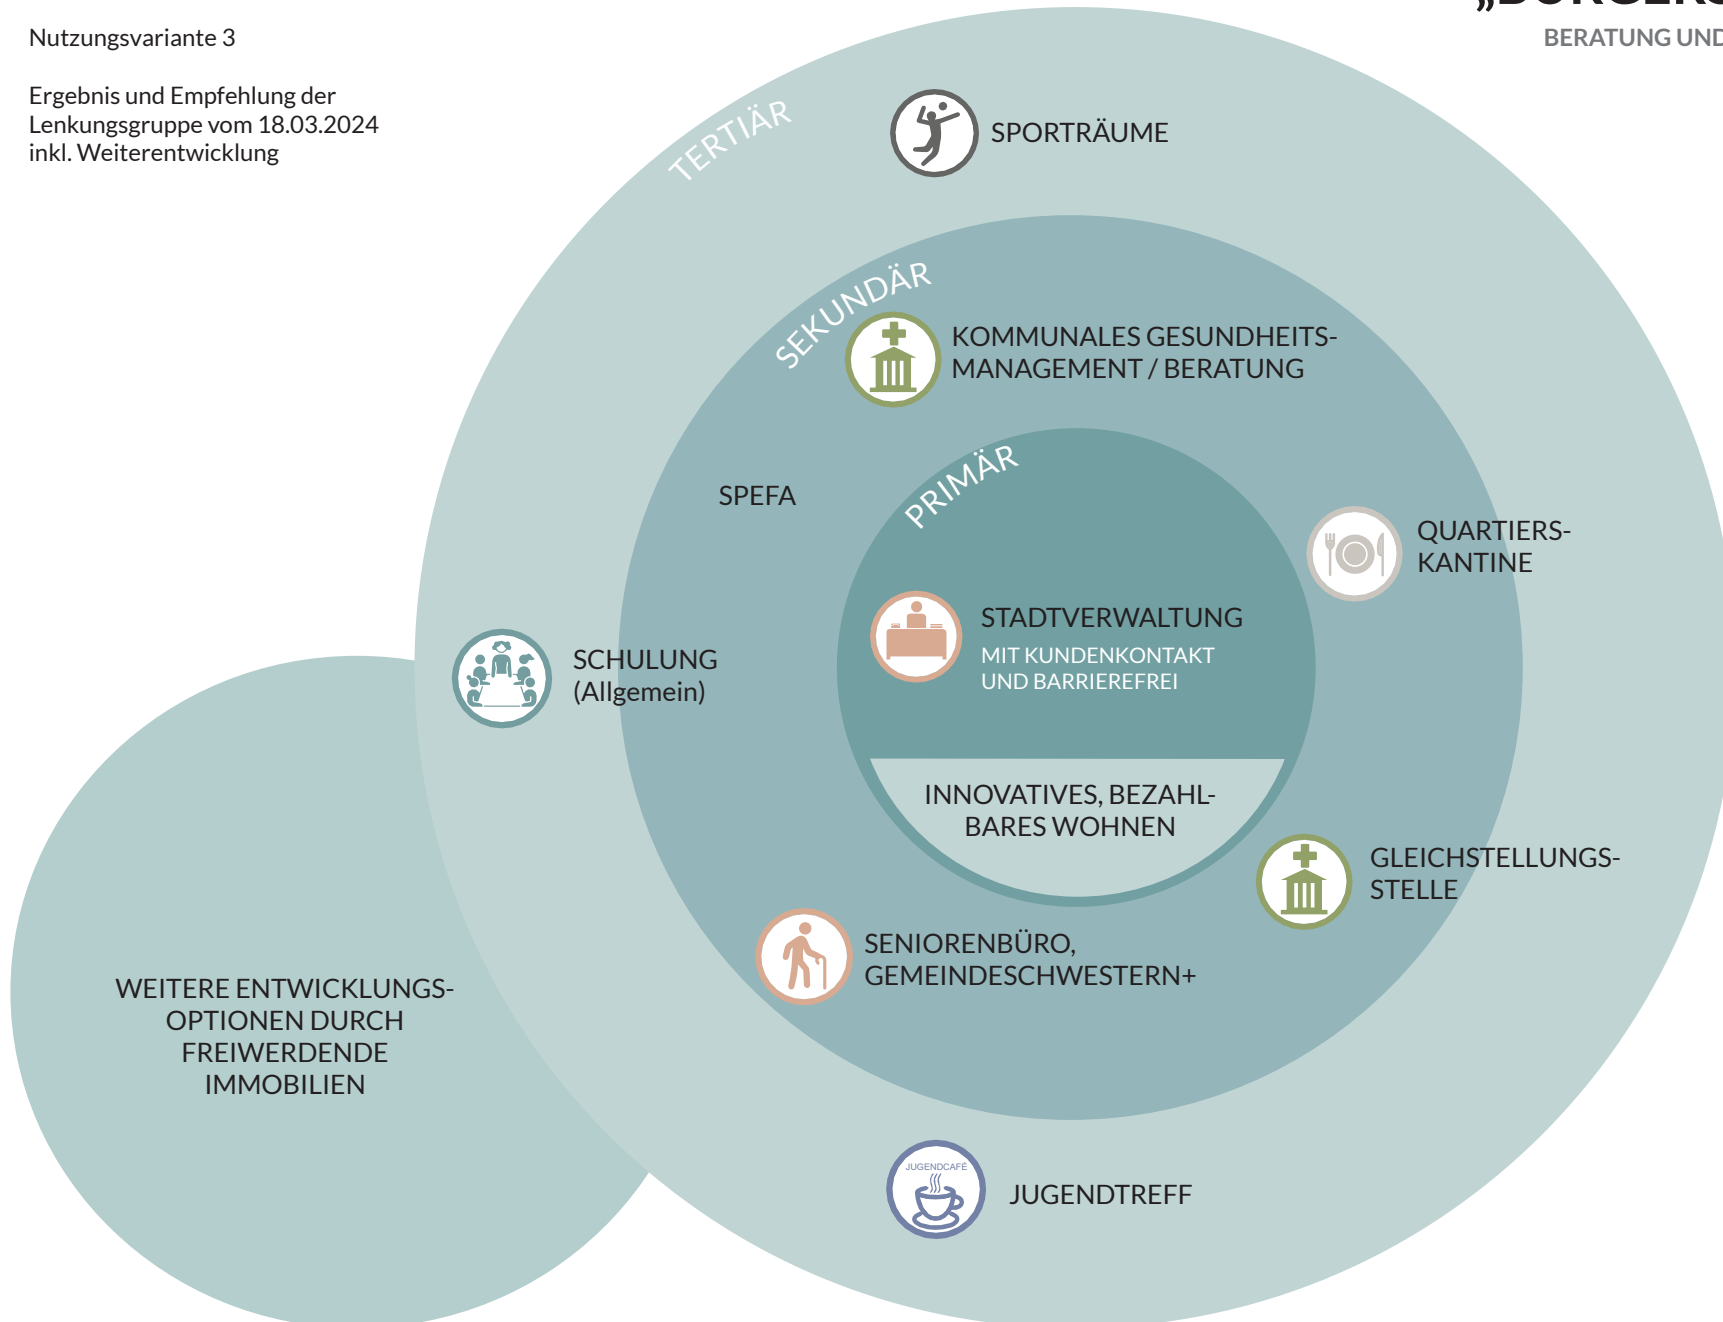 Nutzungsvariante 3
BERATUNG UND
Ergebnis und Empfehlung der
Lenkungsgruppe vom 18.03.2024
inkl. Weiterentwicklung
TERTIÄR
SPORTRÄUME
SEKUNDÄR
KOMMUNALES GESUNDHEITS-
MANAGEMENT / BERATUNG
PRIMÄR
SPEFA
QUARTIERS-
KANTINE
STADTVERWALTUNG
MIT KUNDENKONTAKT
UND BARRIEREFREI
SCHULUNG
(Allgemein)
INNOVATIVES, BEZAHL-
BARES WOHNEN
GLEICHSTELLUNGS-
STELLE
SENIORENBÜRO,
GEMEINDESCHWESTERN+
WEITERE ENTWICKLUNGS-
OPTIONEN DURCH
FREIWERDENDE
IMMOBILIEN
JUGENDCAFÉ
JUGENDTREFF